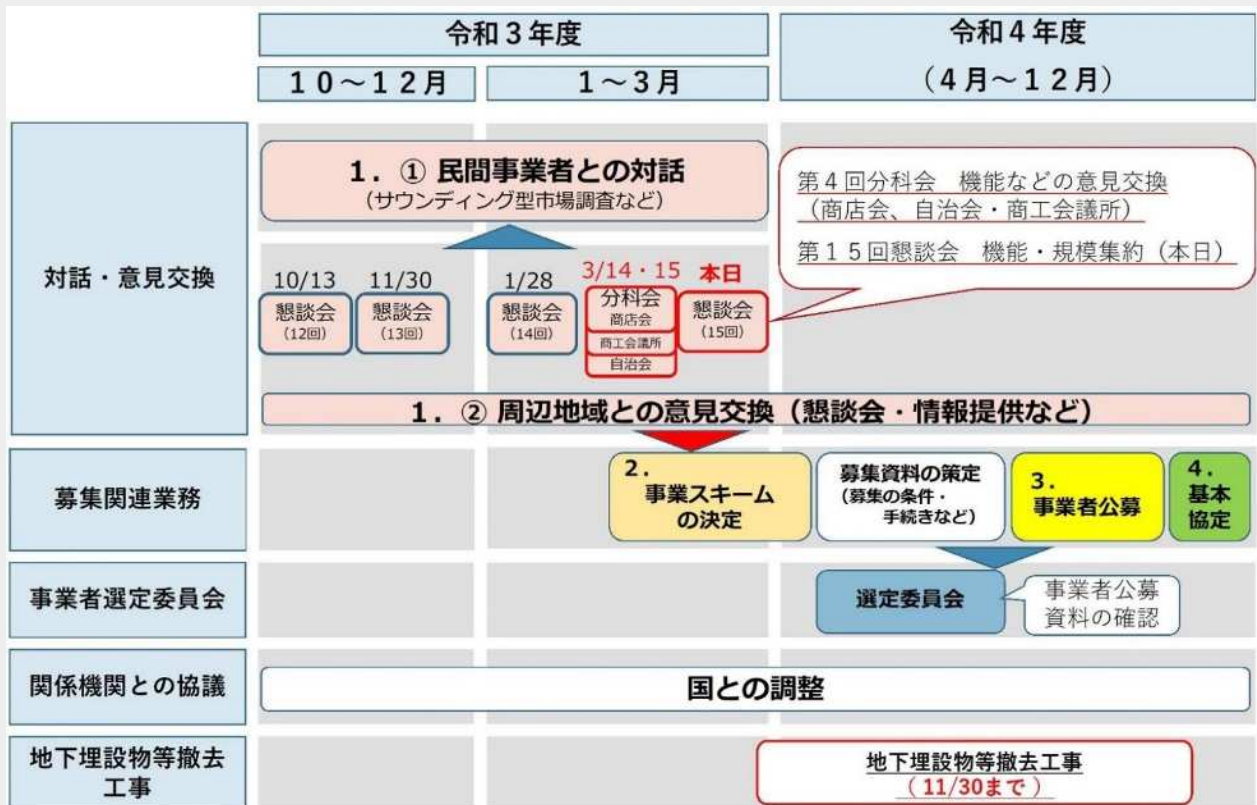 令和３年度
令和４年度
１０～１２月
１～３月
（４月～１２月）
対話・意見交換
１．① 民間事業者との対話
（サウンディング型市場調査など）
第４回分科会　機能などの意見交換
（商店会、自治会・商工会議所）
第１５回懇談会　機能・規模集約（本日）
10/13
懇談会
（12回）
11/30
懇談会
（13回）
1/28
懇談会
（14回）
3/14・15
分科会
商店会
商工会議所
自治会
本日
懇談会
（15回）
１．② 周辺地域との意見交換（懇談会・情報提供など）
募集関連業務
２．
事業スキーム
の決定
募集資料の策定
（募集の条件・
手続きなど）
３．
事業者公募
４．
基本
協定
事業者選定委員会
選定委員会
事業者公募
資料の確認
関係機関との協議
国との調整
地下埋設物等撤去
工事
地下埋設物等撤去工事
（ 11/30まで ）